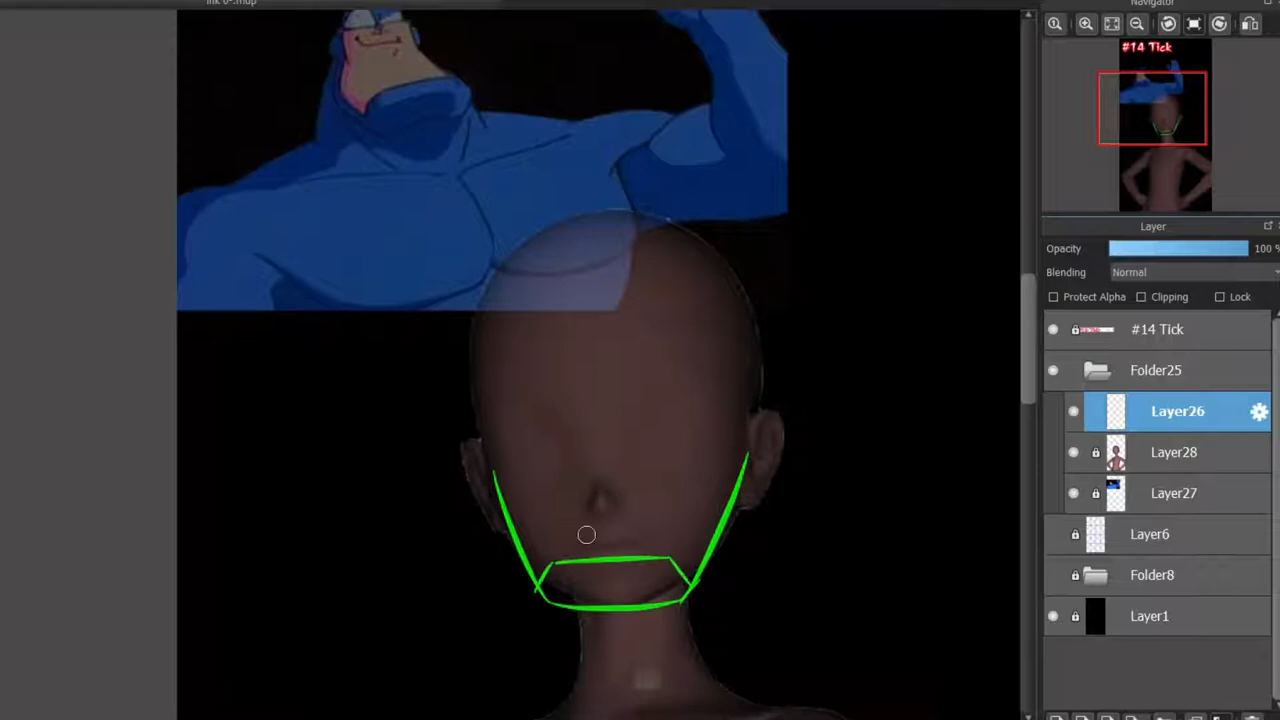 Navigator
#14 Tick
Layer
Opacity
100 %
Blending
Normal
Protect Alpha
Clipping
Lock
#14 Tick
Folder25
Layer26
Layer28
Layer27
Layer6
Folder8
Layer1